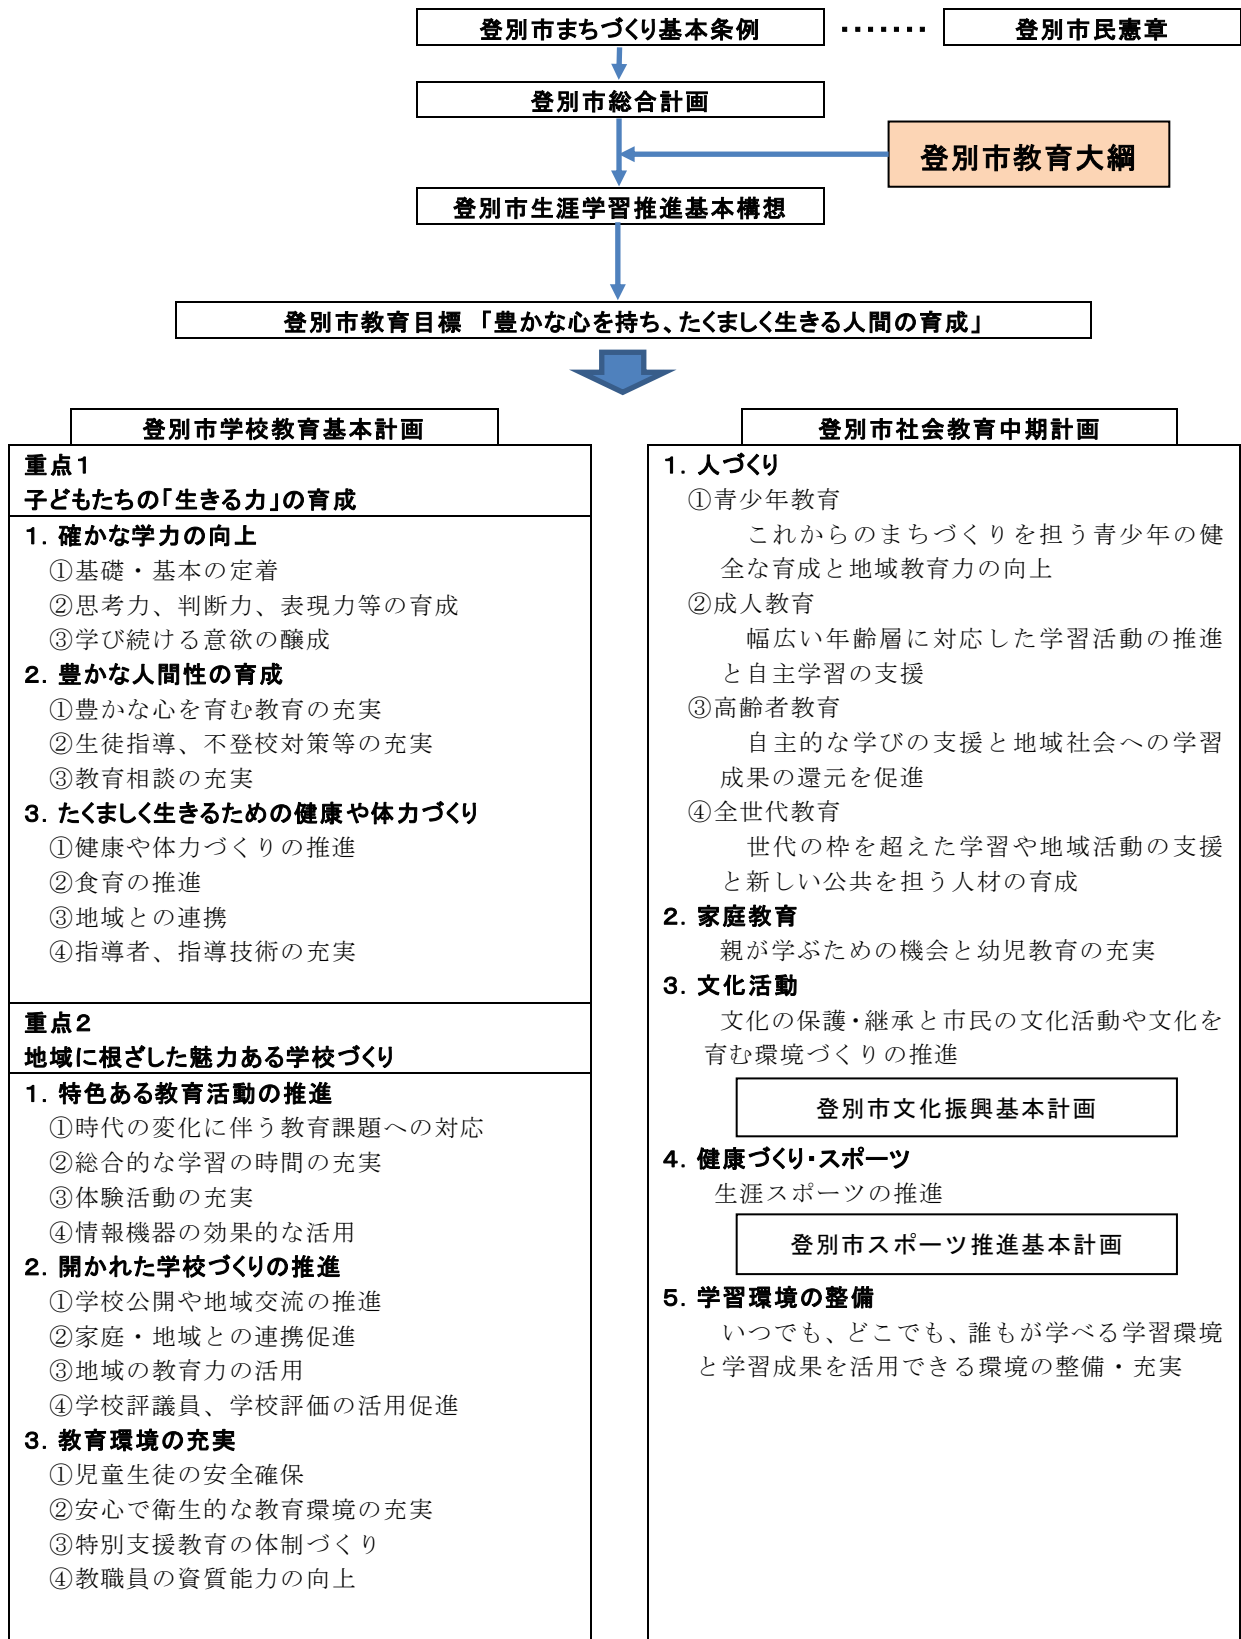 登別市まちづくり基本条例 ・・・・・・・ 登別市民憲章
登別市総合計画
登別市教育大綱
登別市生涯学習推進基本構想
登別市教育目標 「豊かな心を持ち、たくましく生きる人間の育成」
登別市学校教育基本計画
重点1
子どもたちの「生きる力」の育成
1. 確かな学力の向上
①基礎・基本の定着
②思考力、判断力、表現力等の育成
③学び続ける意欲の醸成
2. 豊かな人間性の育成
①豊かな心を育む教育の充実
②生徒指導、不登校対策等の充実
③教育相談の充実
3. たくましく生きるための健康や体力づくり
①健康や体力づくりの推進
②食育の推進
③地域との連携
④指導者、指導技術の充実
重点2
地域に根ざした魅力ある学校づくり
1. 特色ある教育活動の推進
①時代の変化に伴う教育課題への対応
②総合的な学習の時間の充実
③体験活動の充実
④情報機器の効果的な活用
2. 開かれた学校づくりの推進
①学校公開や地域交流の推進
②家庭・地域との連携促進
③地域の教育力の活用
④学校評議員、学校評価の活用促進
3. 教育環境の充実
①児童生徒の安全確保
②安心で衛生的な教育環境の充実
③特別支援教育の体制づくり
④教職員の資質能力の向上
登別市社会教育中期計画
1. 人づくり
①青少年教育
これからのまちづくりを担う青少年の健
全な育成と地域教育力の向上
②成人教育
幅広い年齢層に対応した学習活動の推進
と自主学習の支援
③高齢者教育
自主的な学びの支援と地域社会への学習
成果の還元を促進
④全世代教育
世代の枠を超えた学習や地域活動の支援
と新しい公共を担う人材の育成
2. 家庭教育
親が学ぶための機会と幼児教育の充実
3. 文化活動
文化の保護・継承と市民の文化活動や文化を
育む環境づくりの推進
登別市文化振興基本計画
4. 健康づくり・スポーツ
生涯スポーツの推進
登別市スポーツ推進基本計画
5. 学習環境の整備
いつでも、どこでも、誰もが学べる学習環境
と学習成果を活用できる環境の整備・充実